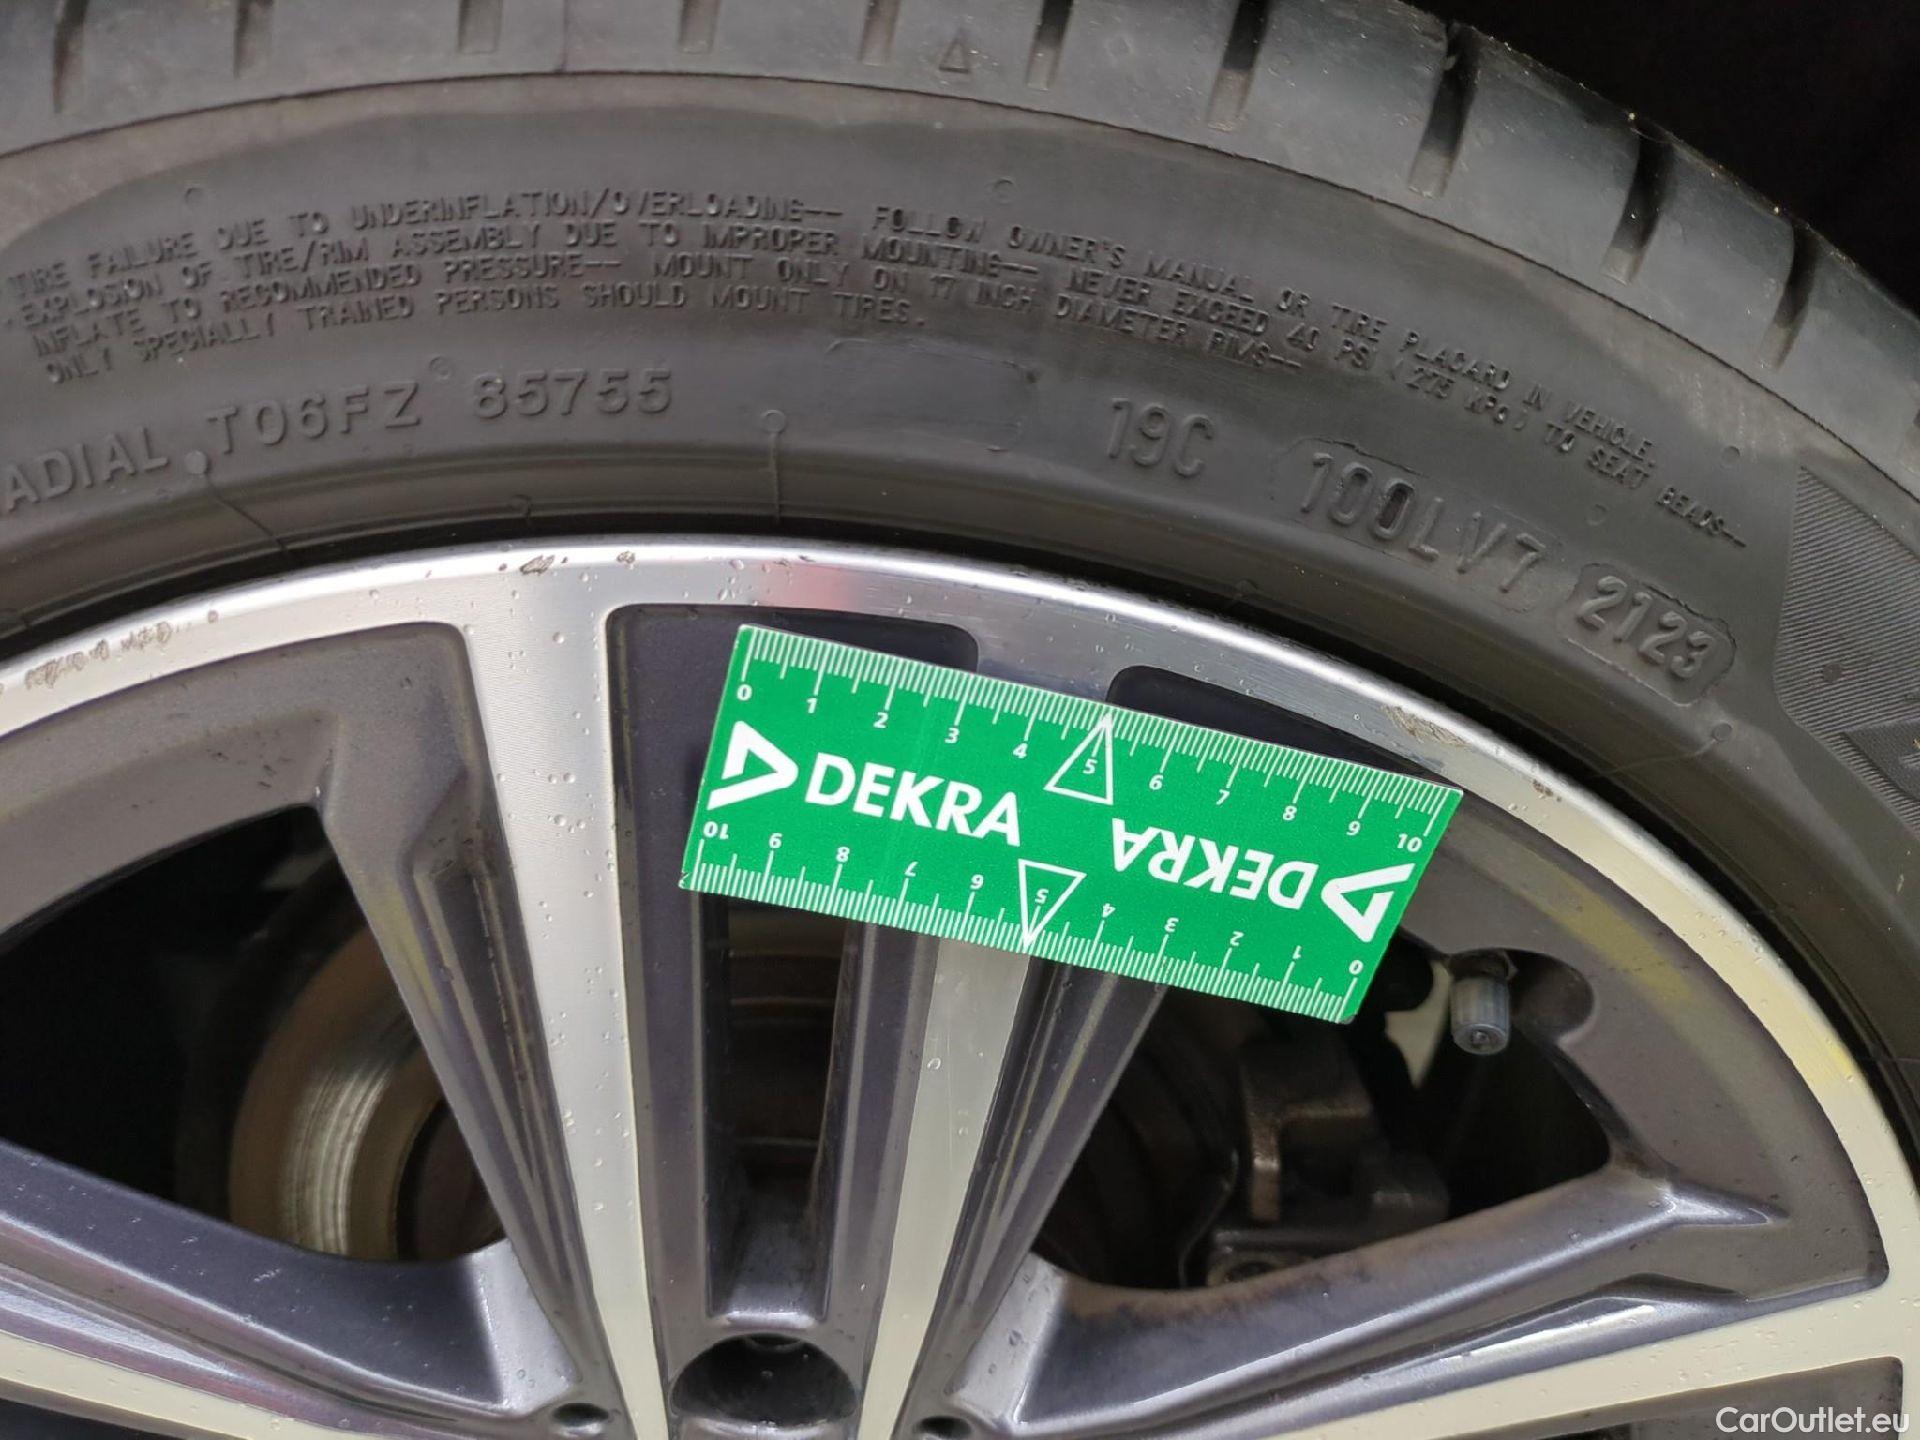 TIRE FAILURE DUE TO UNDERINFLATION/OVERLOADING-- FOLLOW OWNER'S MANUAL OR TIRE PLACARD IN VEHICLE.
EXPLOSION OF TIRE/RIM ASSEMBLY DUE TO IMPROPER MOUNTING-- NEVER EXCEED 40 PSI (275 KPA) TO SEAT BEADS--
INFLATE TO RECOMMENDED PRESSURE-- MOUNT ONLY ON 17 INCH DIAMETER RIMS--
ONLY SPECIALLY TRAINED PERSONS SHOULD MOUNT TIRES.
ADIAL T06FZ 85755
19C 100LV7 2123
0 1 2 3 4 5 6 7 8 9 10
DEKRA
DEKRA
10 9 8 7 6 5 4 3 2 1 0
CarOutlet.eu